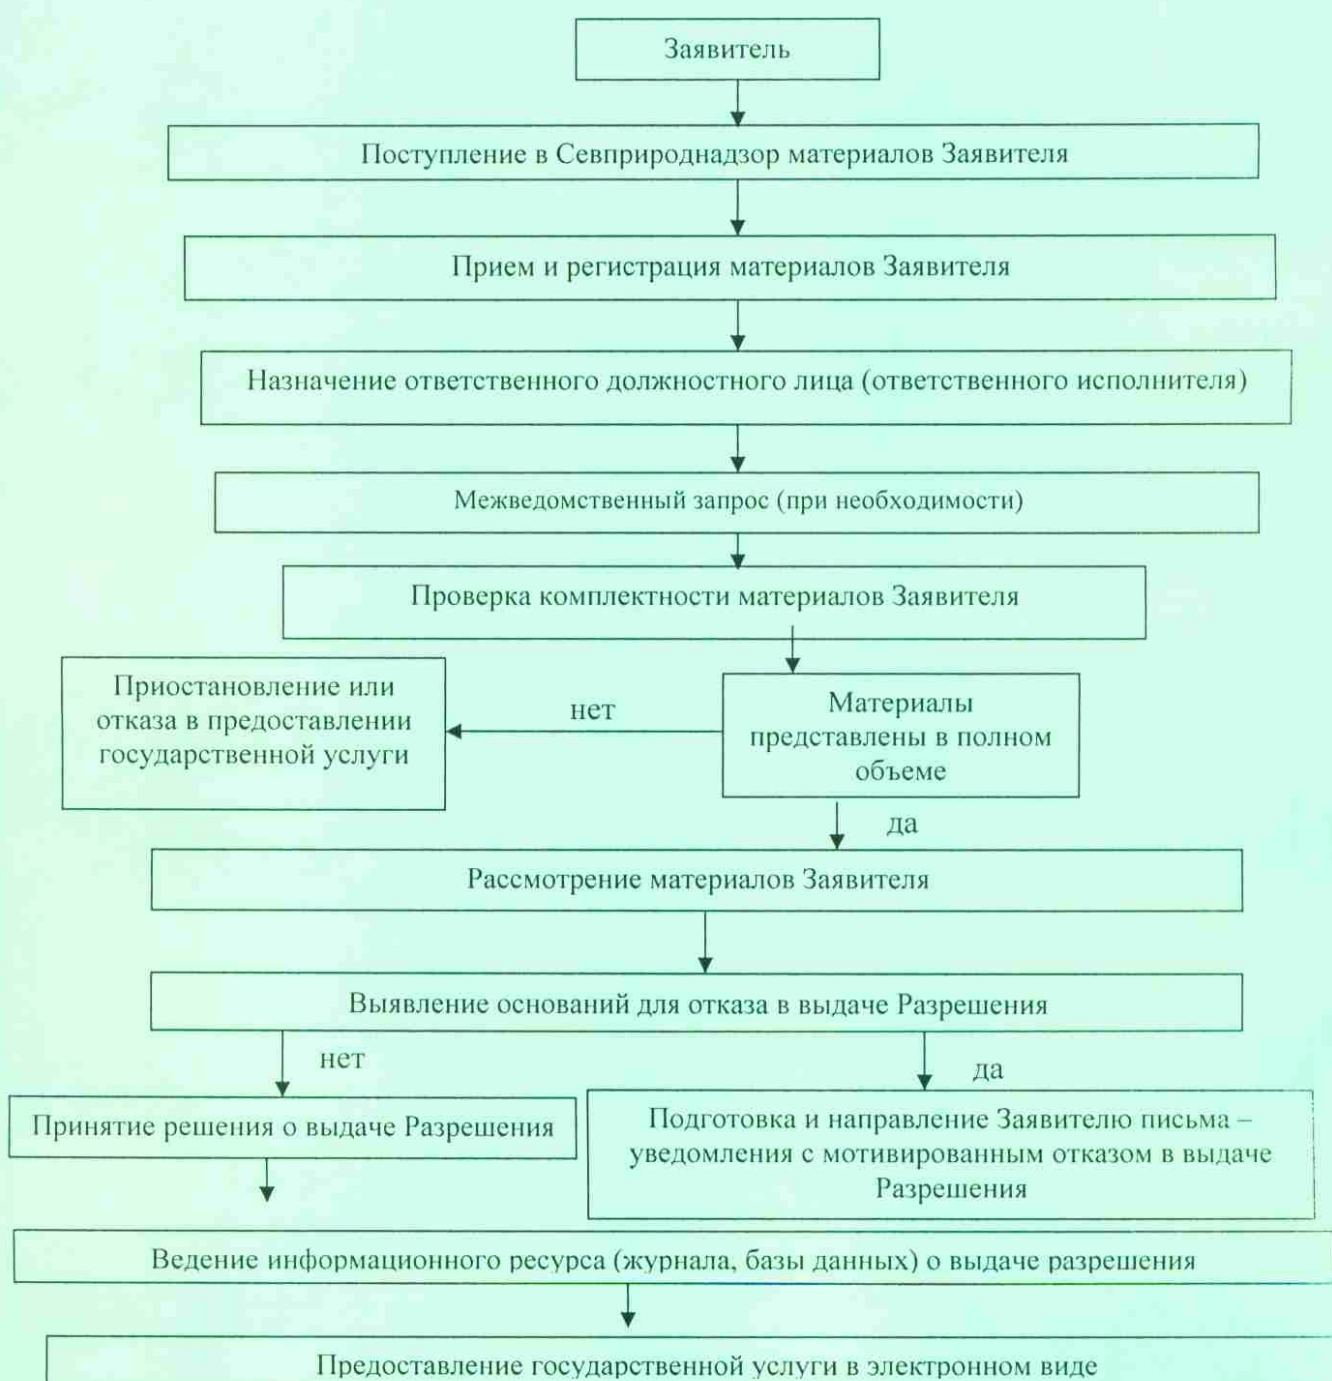 Заявитель
Поступление в Севприроднадзор материалов Заявителя
Прием и регистрация материалов Заявителя
Назначение ответственного должностного лица (ответственного исполнителя)
Межведомственный запрос (при необходимости)
Проверка комплектности материалов Заявителя
Приостановление или
отказа в предоставлении
государственной услуги
нет
Материалы
представлены в полном
объеме
да
Рассмотрение материалов Заявителя
Выявление оснований для отказа в выдаче Разрешения
нет
да
Принятие решения о выдаче Разрешения
Подготовка и направление Заявителю письма –
уведомления с мотивированным отказом в выдаче
Разрешения
Ведение информационного ресурса (журнала, базы данных) о выдаче разрешения
Предоставление государственной услуги в электронном виде